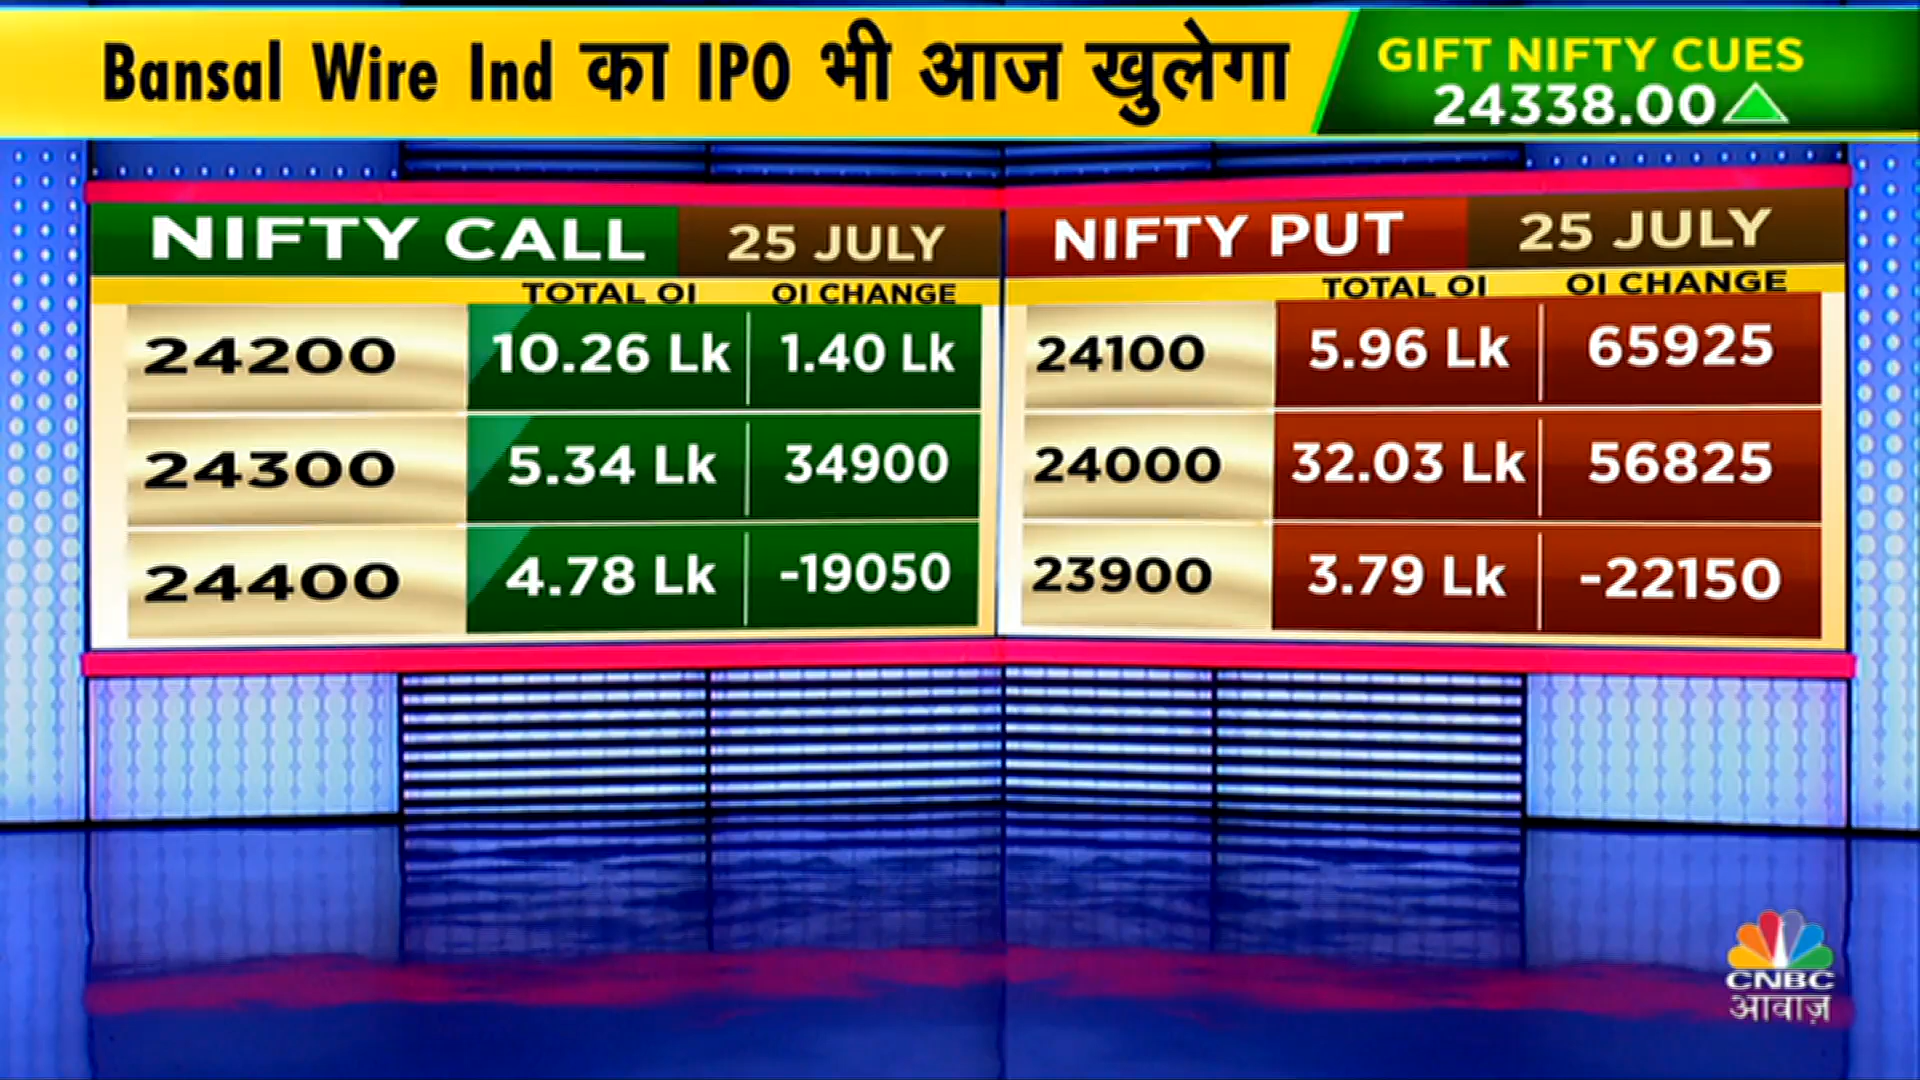 Bansal Wire Ind का IPO भी आज खुलेगा
GIFT NIFTY CUES
24338.00
NIFTY CALL 25 JULY
TOTAL OI OI CHANGE
24200 10.26 Lk 1.40 Lk
24300 5.34 Lk 34900
24400 4.78 Lk -19050
NIFTY PUT 25 JULY
TOTAL OI OI CHANGE
24100 5.96 Lk 65925
24000 32.03 Lk 56825
23900 3.79 Lk -22150
CNBC
आवाज़